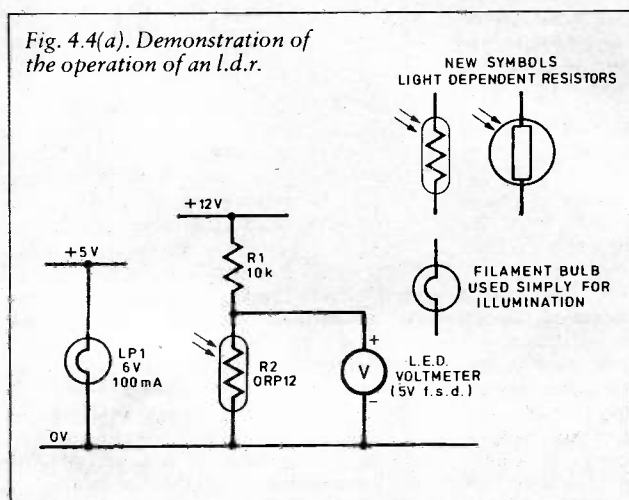 Fig. 4.4(a). Demonstration of
the operation of an l.d.r.
NEW SYMBOLS
LIGHT DEPENDENT RESISTORS
+12V
+5V
R1
10k
FILAMENT BULB
USED SIMPLY FOR
ILLUMINATION
LP1
6V
100mA
R2
ORP12
+
V
-
L.E.D.
VOLTMETER
(5V f.s.d.)
0V